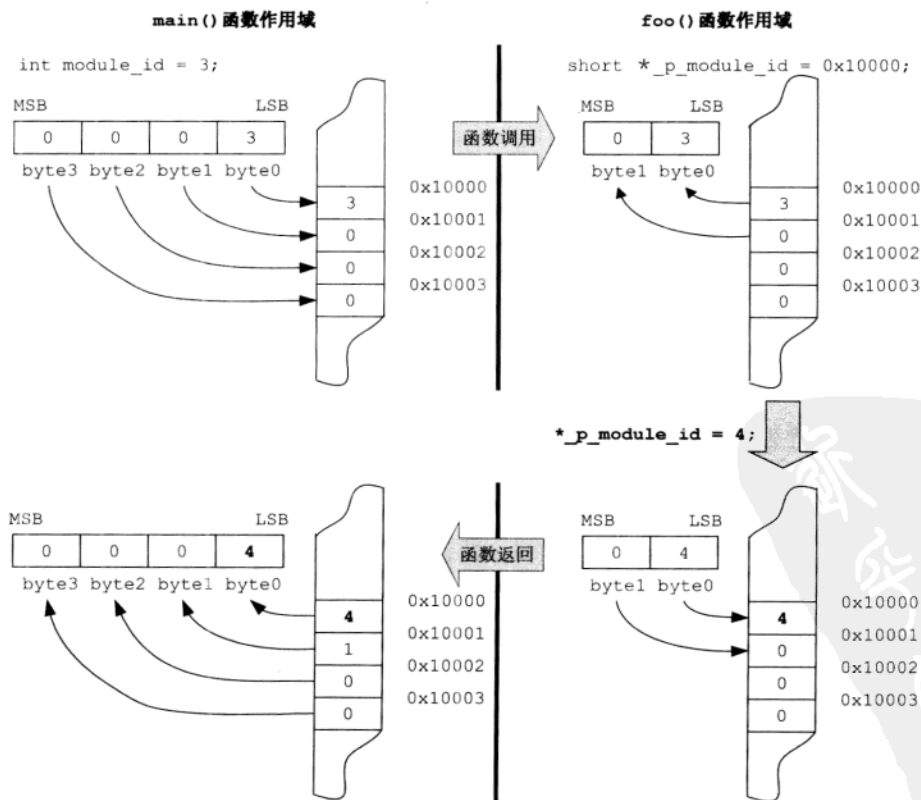 main()函数作用域
int module_id = 3;
MSB LSB
0 0 0 3
byte3 byte2 byte1 byte0
3
0
0
0
0x10000
0x10001
0x10002
0x10003
函数调用
foo()函数作用域
short *_p_module_id = 0x10000;
MSB LSB
0 3
byte1 byte0
3
0
0
0
0x10000
0x10001
0x10002
0x10003
*_p_module_id = 4;
MSB LSB
0 4
byte1 byte0
4
0
0
0
0x10000
0x10001
0x10002
0x10003
函数返回
MSB LSB
0 0 0 4
byte3 byte2 byte1 byte0
4
1
0
0
0x10000
0x10001
0x10002
0x10003